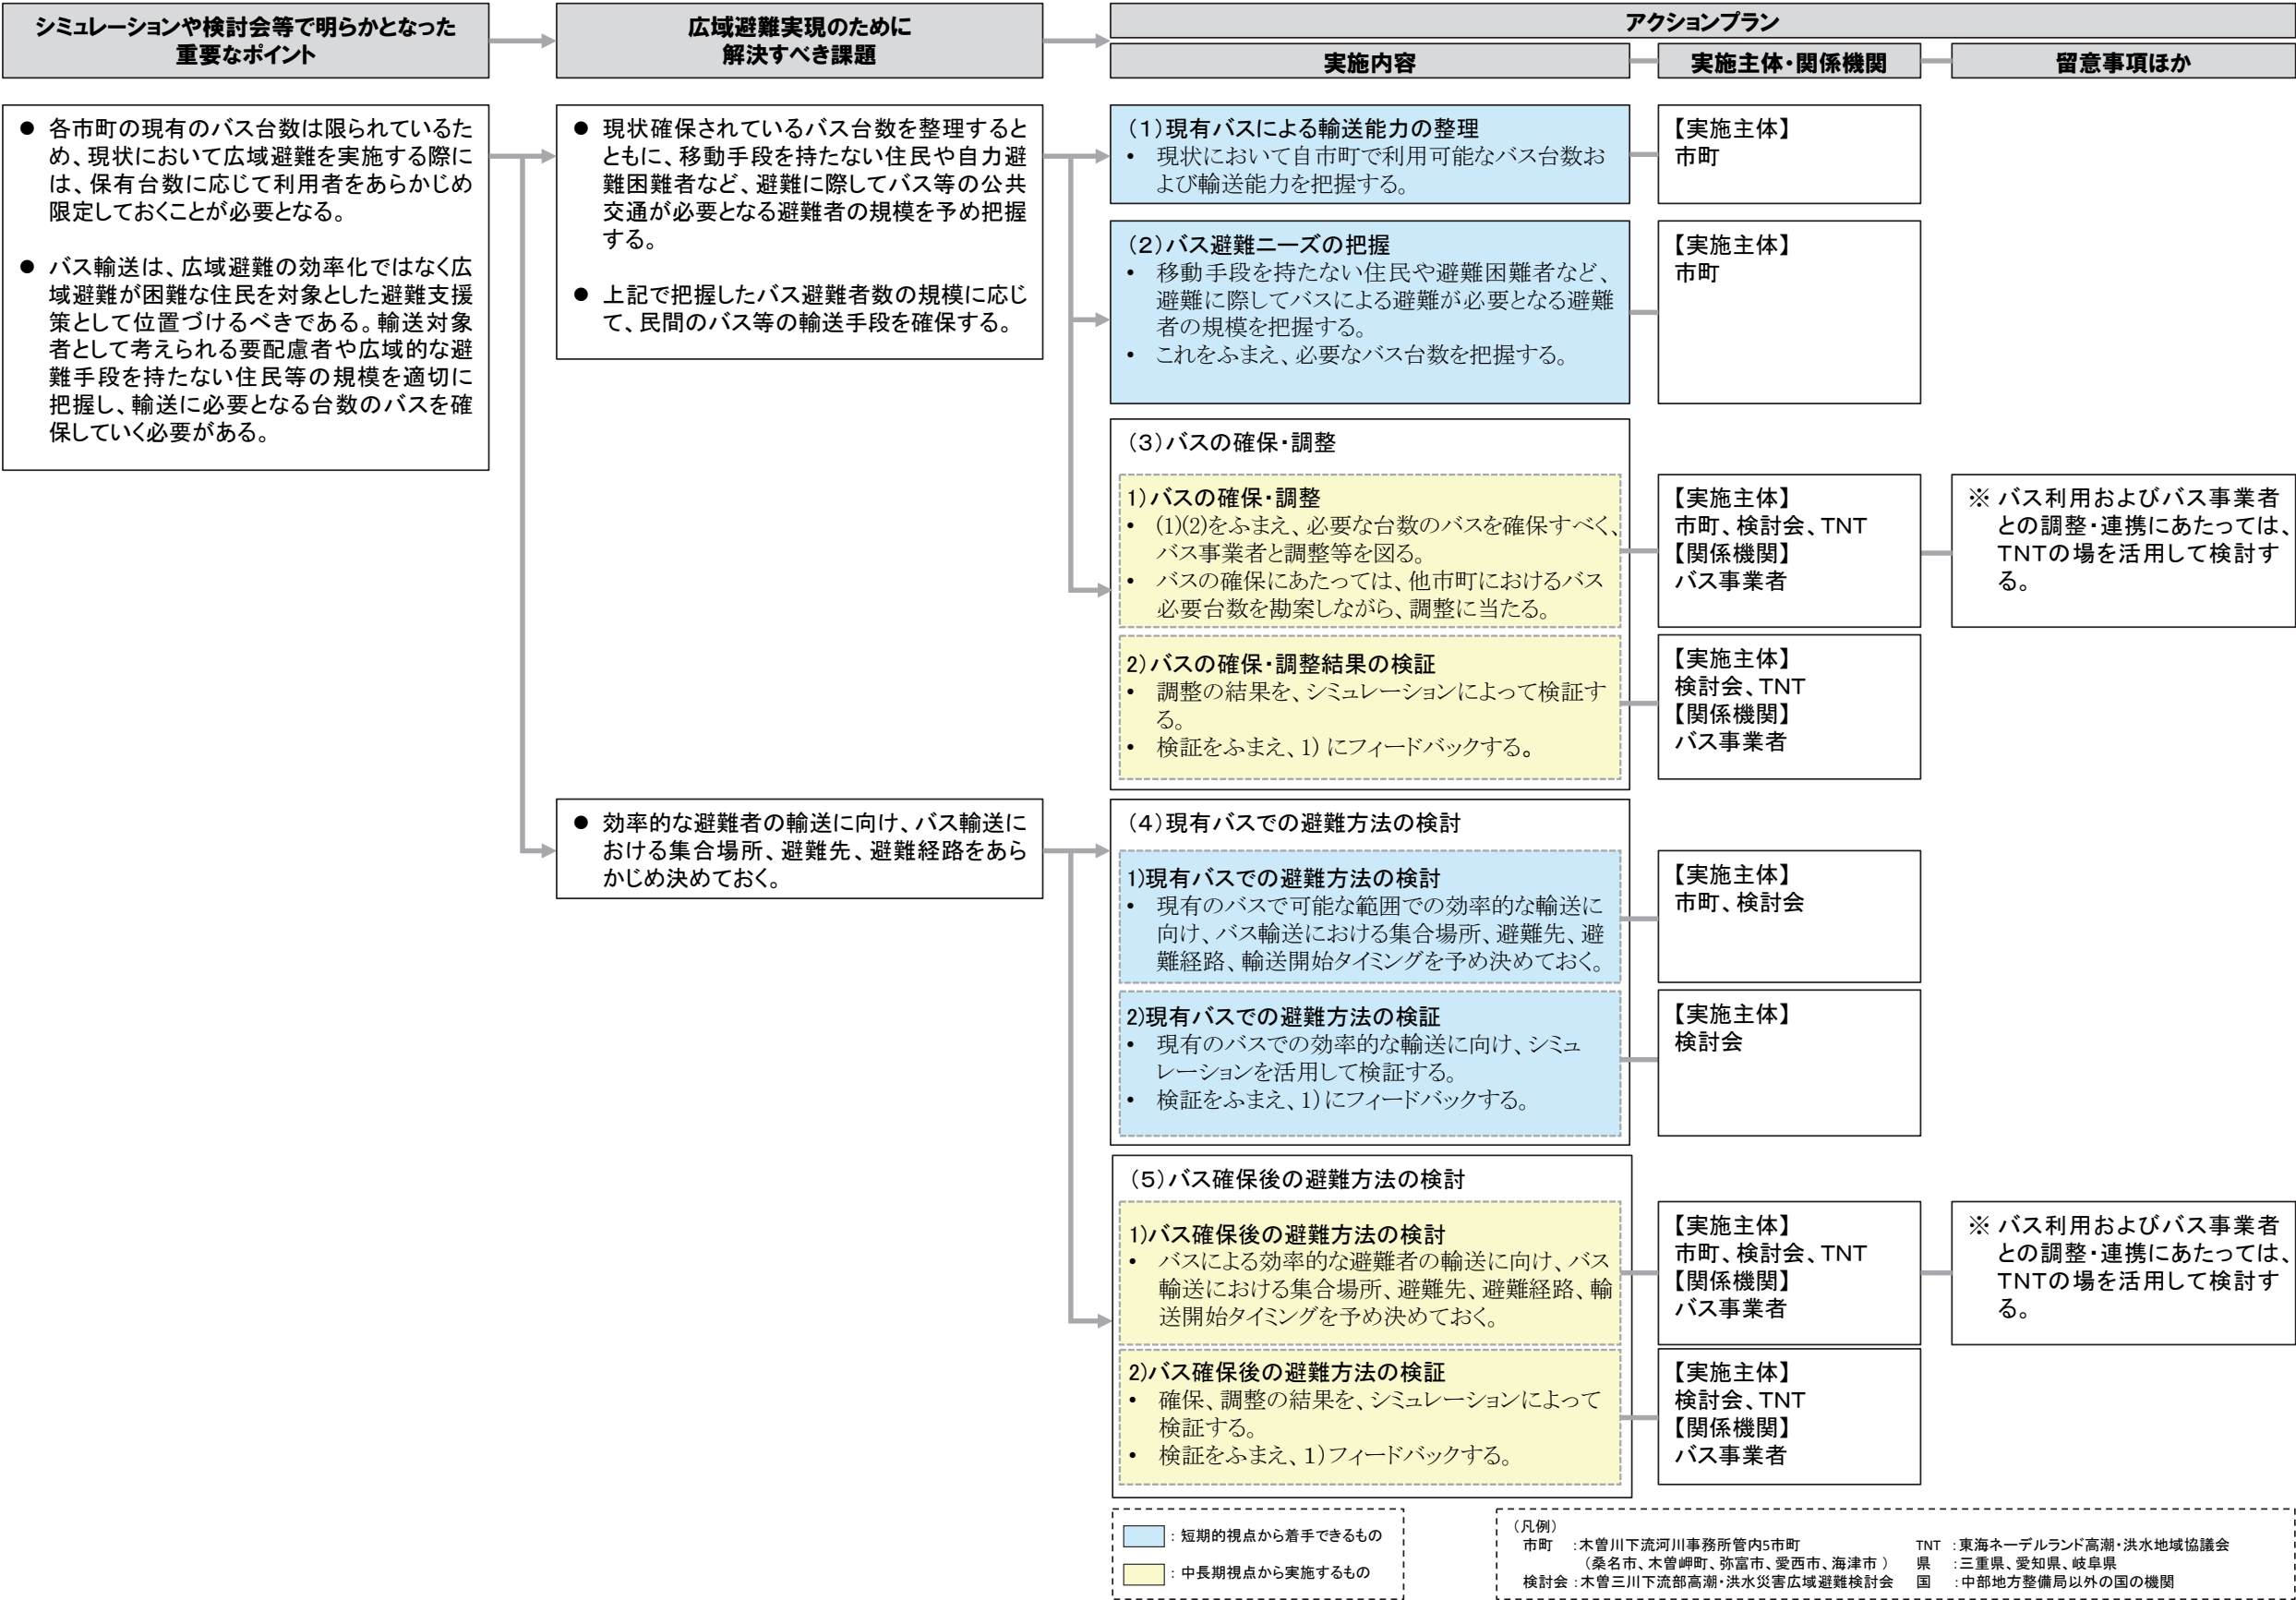 シミュレーションや検討会等で明らかとなった
重要なポイント
広域避難実現のために
解決すべき課題
アクションプラン
実施内容
実施主体・関係機関
留意事項ほか
● 各市町の現有のバス台数は限られているた
め、現状において広域避難を実施する際に
は、保有台数に応じて利用者をあらかじめ
限定しておくことが必要となる。
● バス輸送は、広域避難の効率化ではなく広
域避難が困難な住民を対象とした避難支援
策として位置づけるべきである。輸送対象
者として考えられる要配慮者や広域的な避
難手段を持たない住民等の規模を適切に
把握し、輸送に必要となる台数のバスを確
保していく必要がある。
● 現状確保されているバス台数を整理すると
ともに、移動手段を持たない住民や自力避
難困難者など、避難に際してバス等の公共
交通が必要となる避難者の規模を予め把握
する。
● 上記で把握したバス避難者数の規模に応じ
て、民間のバス等の輸送手段を確保する。
(1)現有バスによる輸送能力の整理
• 現状において自市町で利用可能なバス台数お
よび輸送能力を把握する。
【実施主体】
市町
(2)バス避難ニーズの把握
• 移動手段を持たない住民や避難困難者など、
避難に際してバスによる避難が必要となる避難
者の規模を把握する。
• これをふまえ、必要なバス台数を把握する。
【実施主体】
市町
(3)バスの確保・調整
1)バスの確保・調整
• (1)(2)をふまえ、必要な台数のバスを確保すべく、
バス事業者と調整等を図る。
• バスの確保にあたっては、他市町におけるバス
必要台数を勘案しながら、調整に当たる。
【実施主体】
市町、検討会、TNT
【関係機関】
バス事業者
※ バス利用およびバス事業者
との調整・連携にあたっては、
TNTの場を活用して検討す
る。
2)バスの確保・調整結果の検証
• 調整の結果を、シミュレーションによって検証す
る。
• 検証をふまえ、1) にフィードバックする。
【実施主体】
検討会、TNT
【関係機関】
バス事業者
● 効率的な避難者の輸送に向け、バス輸送に
おける集合場所、避難先、避難経路をあら
かじめ決めておく。
(4)現有バスでの避難方法の検討
1)現有バスでの避難方法の検討
• 現有のバスで可能な範囲での効率的な輸送に
向け、バス輸送における集合場所、避難先、避
難経路、輸送開始タイミングを予め決めておく。
【実施主体】
市町、検討会
2)現有バスでの避難方法の検証
• 現有のバスでの効率的な輸送に向け、シミュ
レーションを活用して検証する。
• 検証をふまえ、1)にフィードバックする。
【実施主体】
検討会
(5)バス確保後の避難方法の検討
1)バス確保後の避難方法の検討
• バスによる効率的な避難者の輸送に向け、バス
輸送における集合場所、避難先、避難経路、輸
送開始タイミングを予め決めておく。
【実施主体】
市町、検討会、TNT
【関係機関】
バス事業者
※ バス利用およびバス事業者
との調整・連携にあたっては、
TNTの場を活用して検討す
る。
2)バス確保後の避難方法の検証
• 確保、調整の結果を、シミュレーションによって
検証する。
• 検証をふまえ、1)フィードバックする。
【実施主体】
検討会、TNT
【関係機関】
バス事業者
：短期的視点から着手できるもの
：中長期視点から実施するもの
(凡例)
市町 ：木曽川下流河川事務所管内5市町
(桑名市、木曽岬町、弥富市、愛西市、海津市 )
検討会：木曽三川下流部高潮・洪水災害広域避難検討会
TNT ：東海ネーデルランド高潮・洪水地域協議会
県 ：三重県、愛知県、岐阜県
国 ：中部地方整備局以外の国の機関